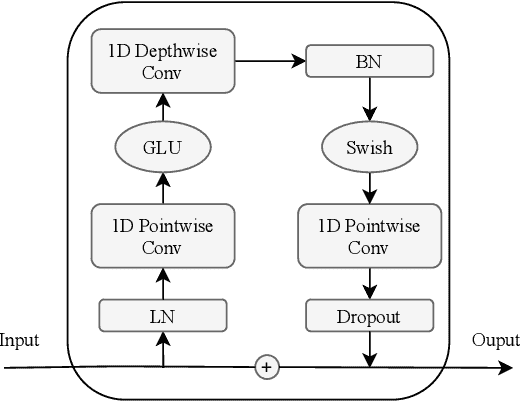 1D Depthwise
Conv
BN
GLU
Swish
1D Pointwise
Conv
1D Pointwise
Conv
LN
Dropout
Input
+
Ouput